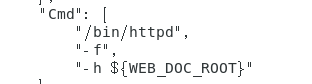 ],
"Cmd": [
"/bin/httpd",
"-f",
"-h ${WEB_DOC_ROOT}"